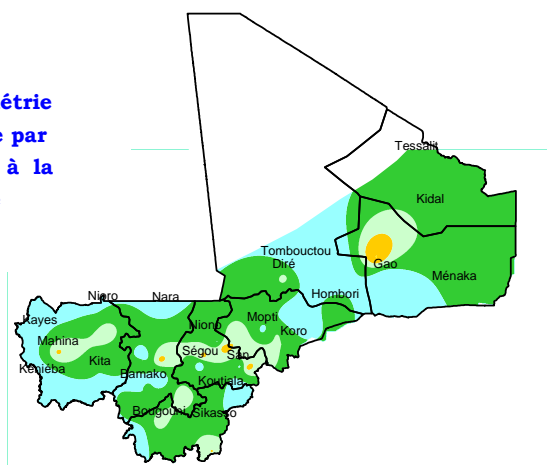 étrie
e par
à la
Tessalit
Kidal
Tombouctou
Diré
Gao
Ménaka
Hombori
Nioro
Nara
Kayes
Niono
Mopti
Koro
Mahina
Kita
Ségou
San
Kéniéba
Bamako
Koutiala
Bougouni
Sikasso